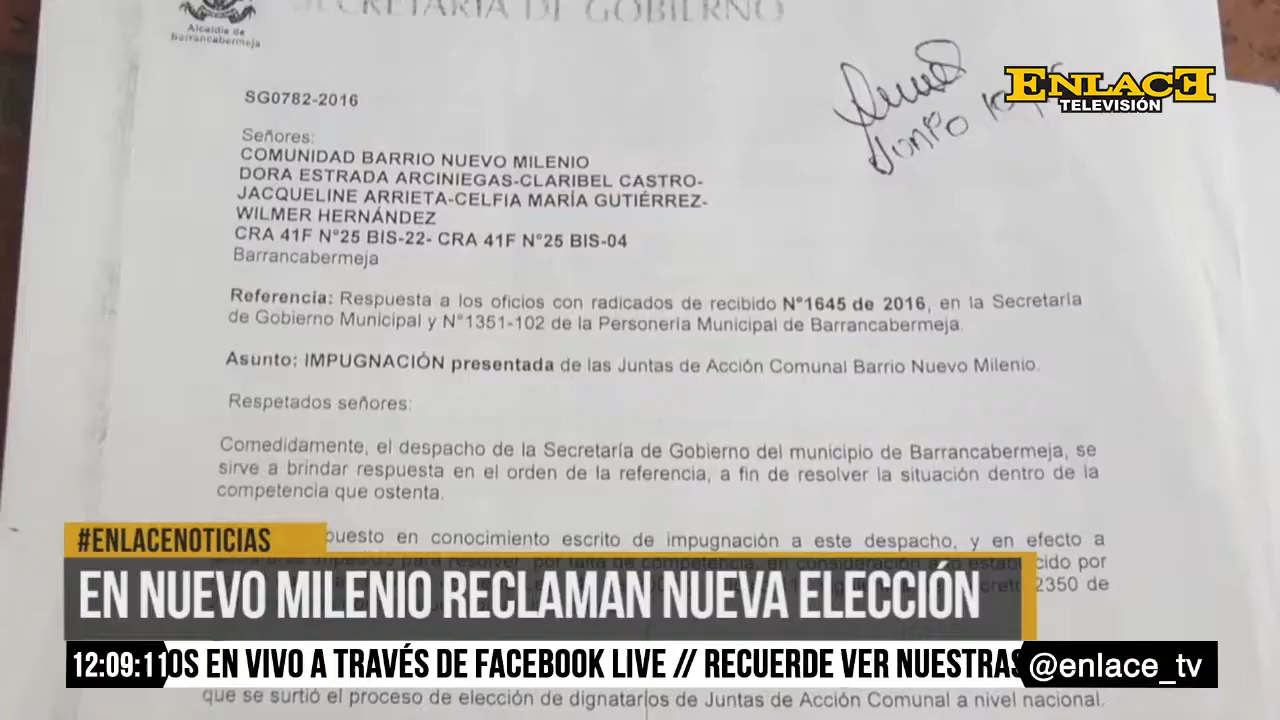 Alcaldía de
Barrancabermeja
SECRETARIA DE GOBIERNO
ENLACE
TELEVISIÓN
SG0782-2016
Señores:
COMUNIDAD BARRIO NUEVO MILENIO
DORA ESTRADA ARCINIEGAS-CLARIBEL CASTRO-
JACQUELINE ARRIETA-CELFIA MARÍA GUTIÉRREZ-
WILMER HERNÁNDEZ
CRA 41F N°25 BIS-22- CRA 41F N°25 BIS-04
Barrancabermeja
Referencia: Respuesta a los oficios con radicados de recibido N°1645 de 2016, en la Secretaría
de Gobierno Municipal y N°1351-102 de la Personería Municipal de Barrancabermeja.
Asunto: IMPUGNACIÓN presentada de las Juntas de Acción Comunal Barrio Nuevo Milenio.
Respetados señores:
Comedidamente, el despacho de la Secretaría de Gobierno del municipio de Barrancabermeja, se
sirve a brindar respuesta en el orden de la referencia, a fin de resolver la situación dentro de la
competencia que ostenta.
puesto en conocimiento escrito de impugnación a este despacho, y en efecto a
cido por
2350 de
#ENLACENOTICIAS
EN NUEVO MILENIO RECLAMAN NUEVA ELECCIÓN
12:09:11
OS EN VIVO A TRAVÉS DE FACEBOOK LIVE // RECUERDE VER NUESTRAS
@enlace_tv
que se surtió el proceso de elección de dignatarios de Juntas de Acción Comunal a nivel nacional.